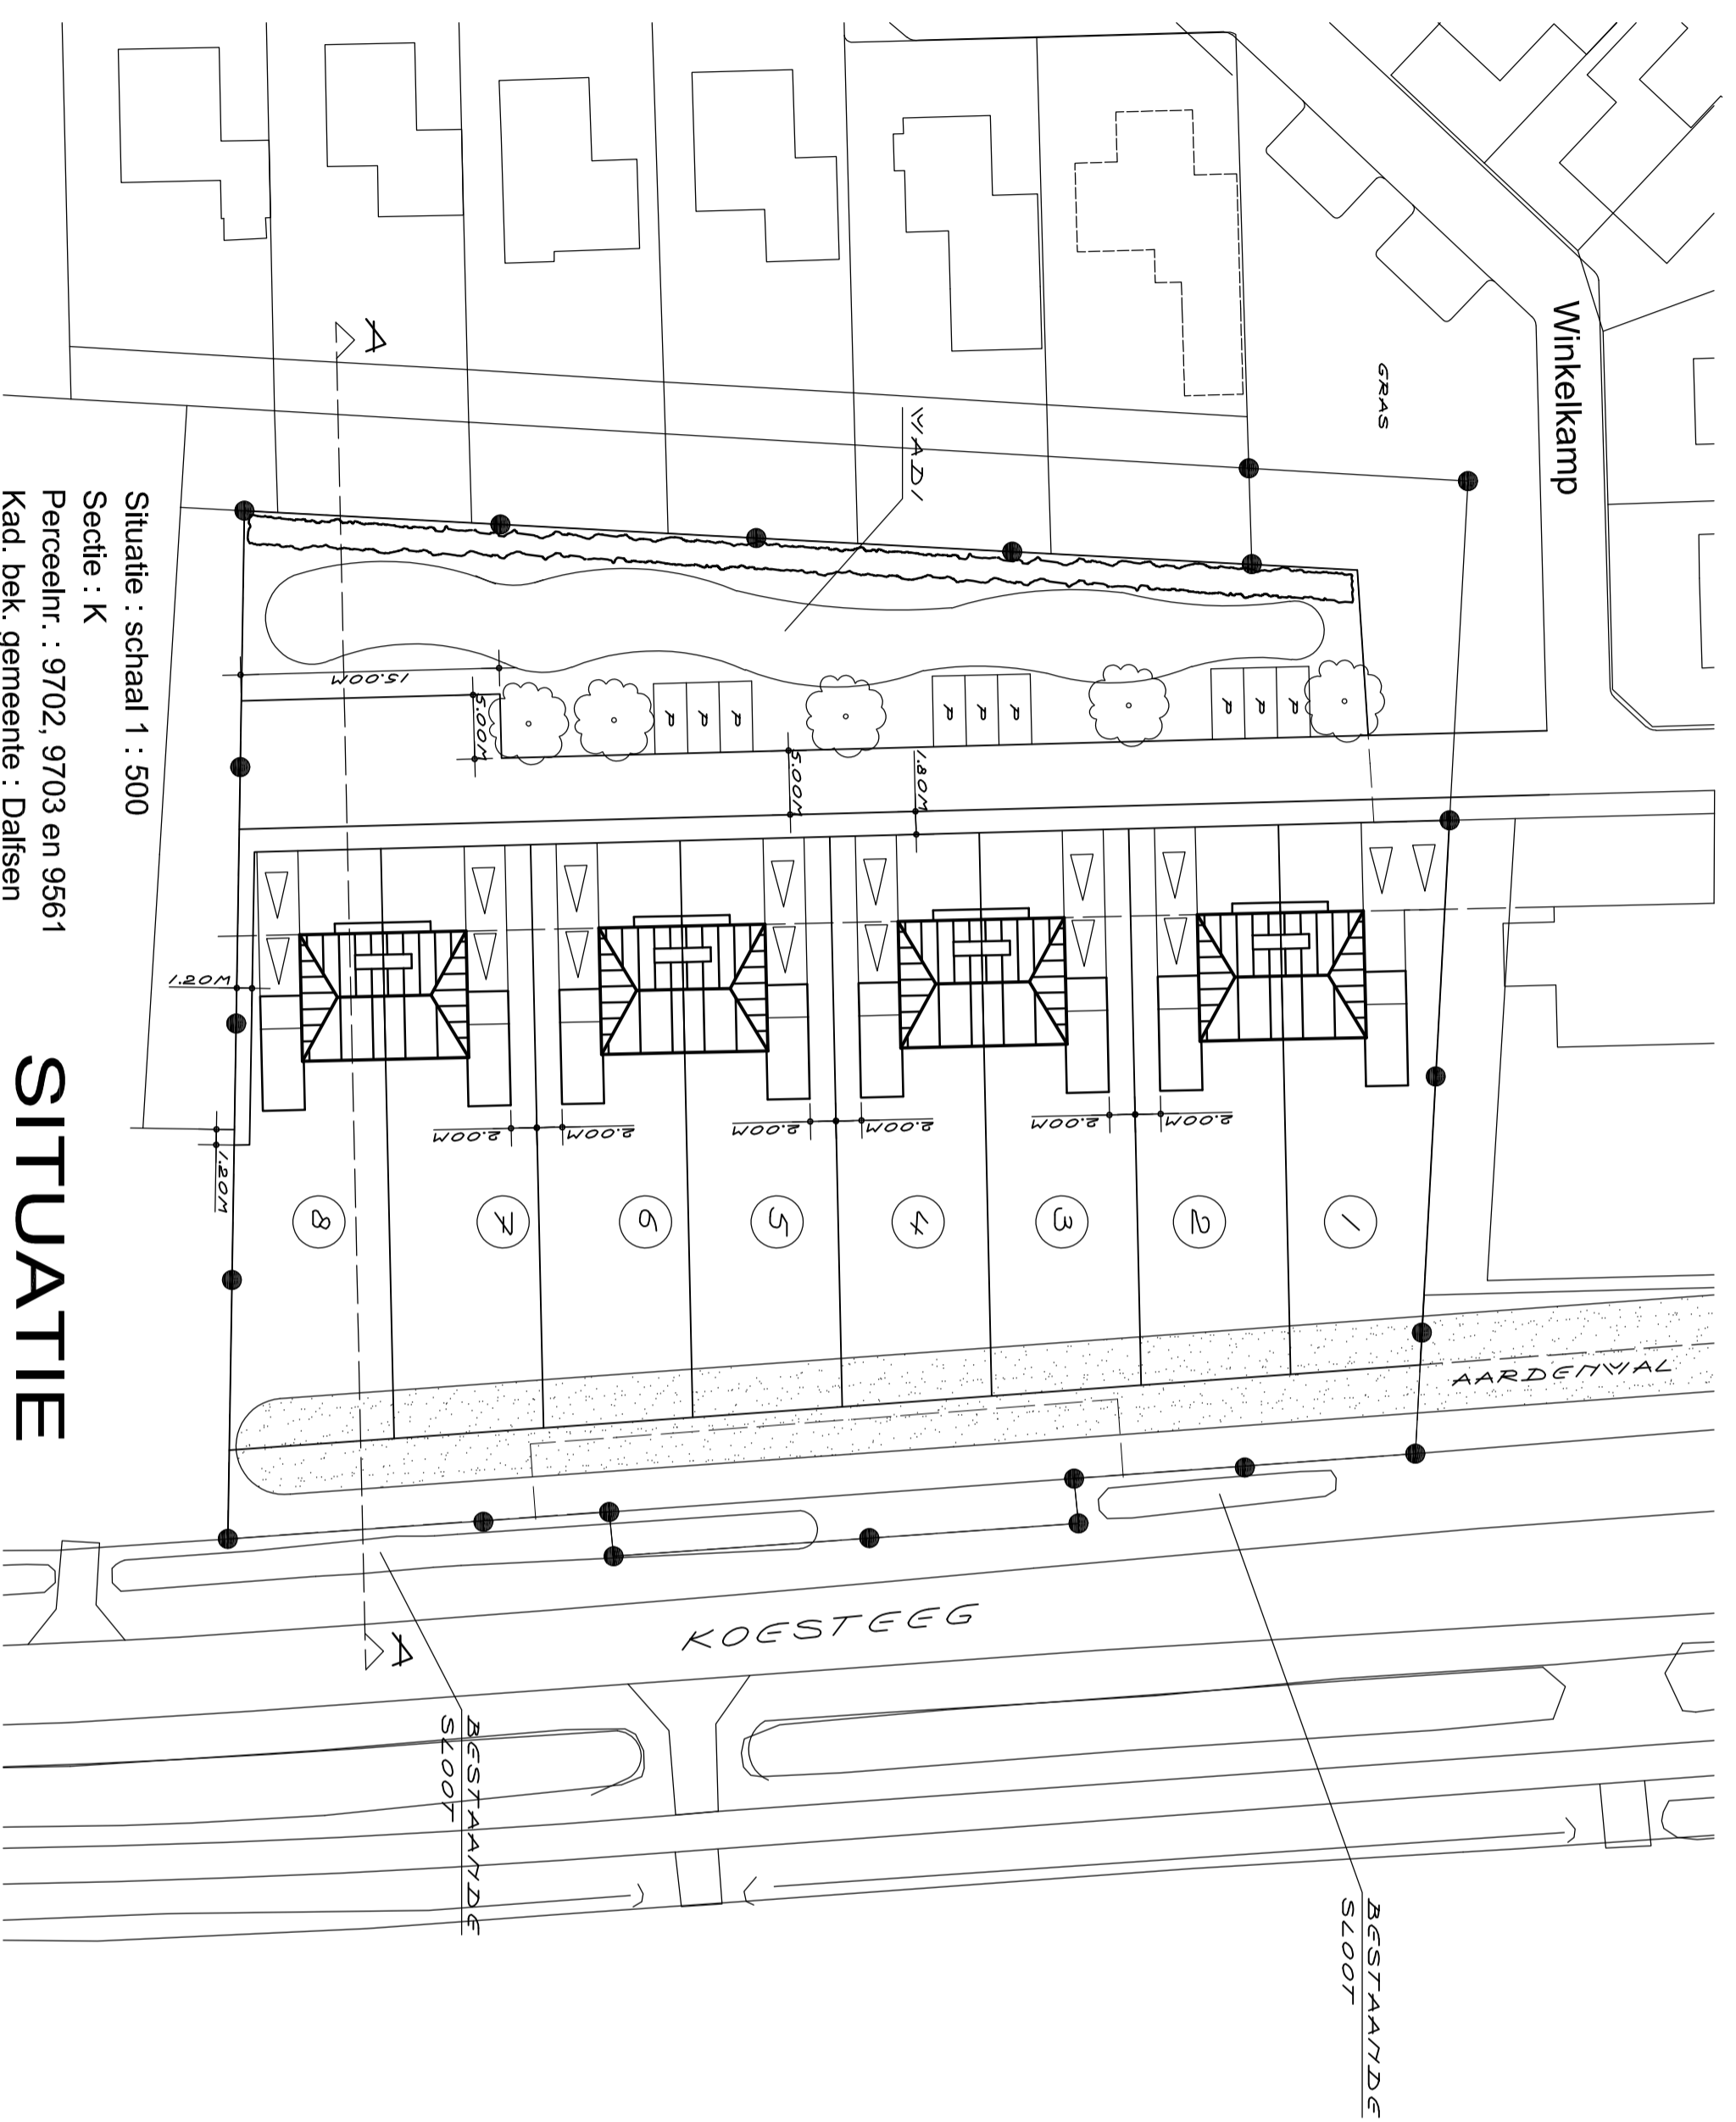 Winkelkamp
GRAS
A
WADI
15.00M
5.00M
P
P
P
P
P
P
P
P
P
5.00M
1.80M
1.20M
1.20M
2.00M
2.00M
2.00M
2.00M
2.00M
2.00M
8
7
6
5
4
3
2
1
AARDENWAL
KOESTEEG
A
BESTAANDE
SLOOT
BESTAANDE
SLOOT
Situatie : schaal 1 : 500
Sectie : K
Perceelnr. : 9702, 9703 en 9561
Kad. bek. gemeente : Dalfsen
SITUATIE